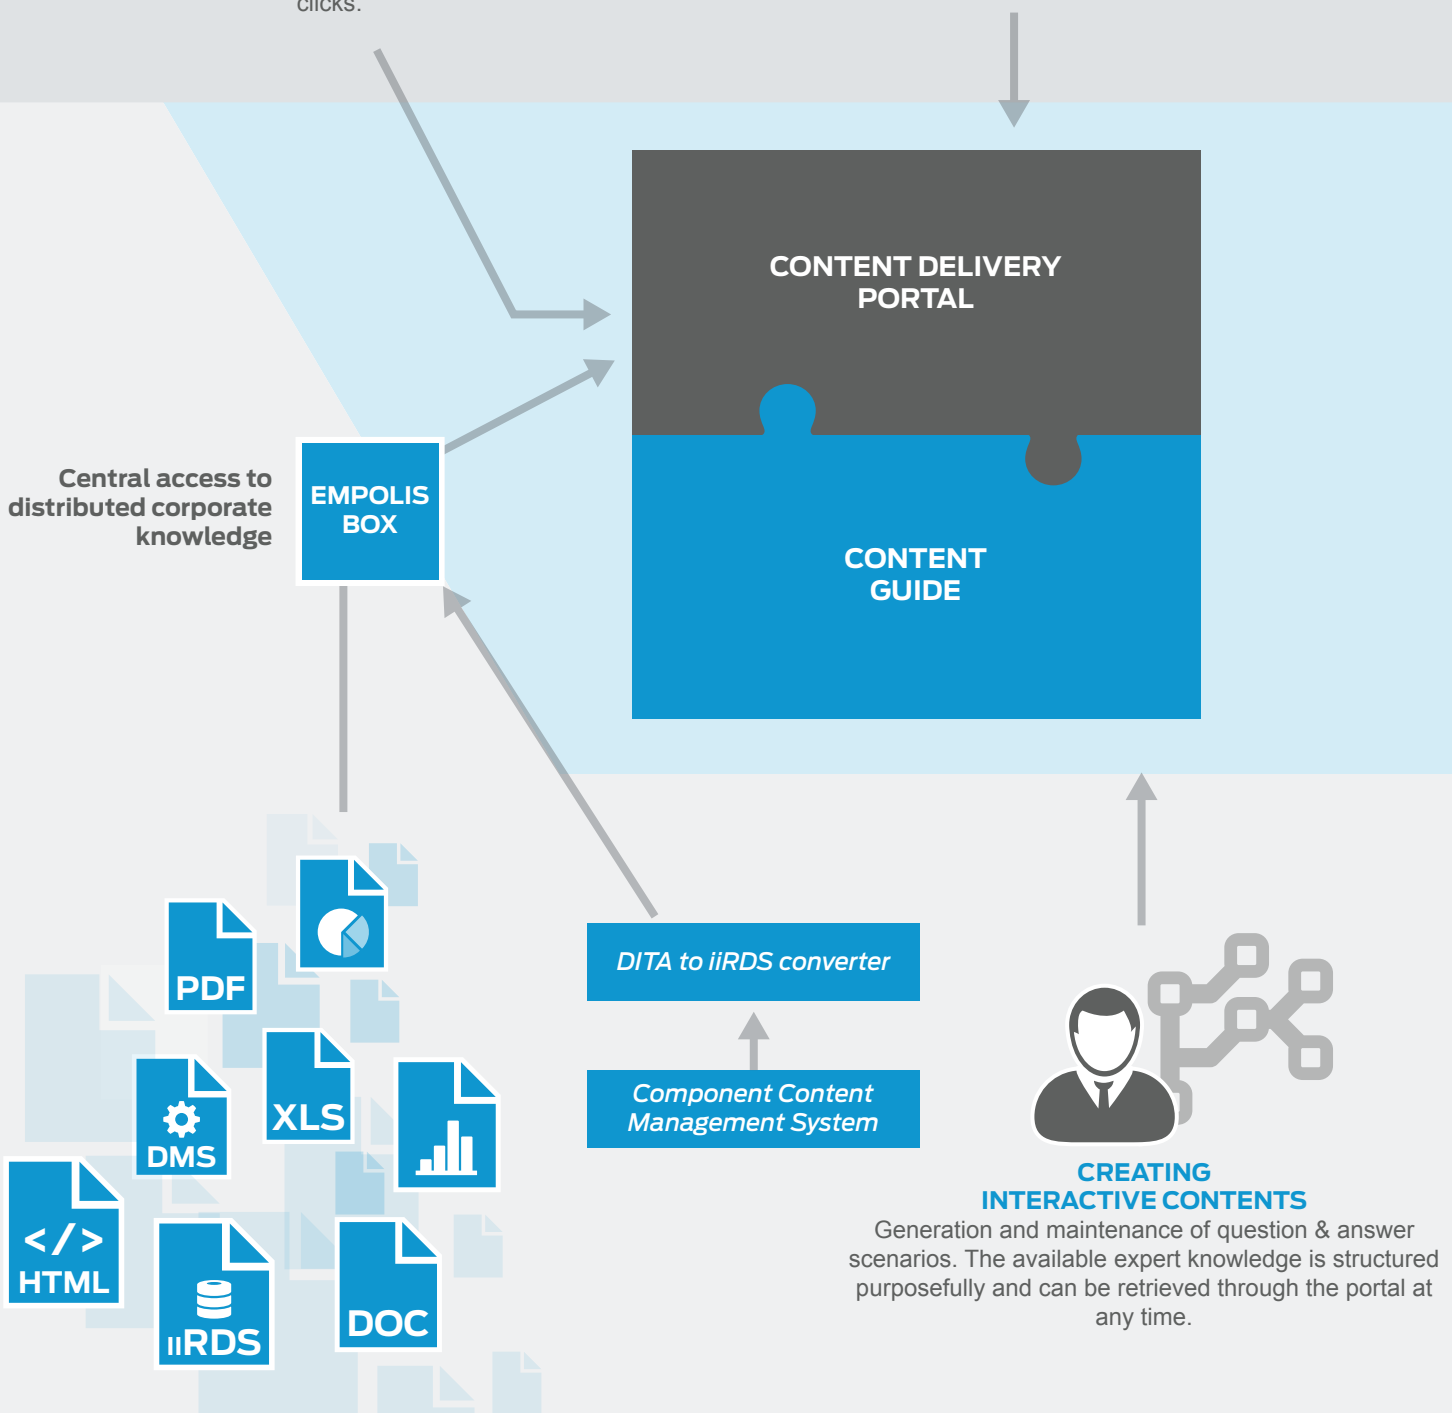 clicks.
CONTENT DELIVERY
PORTAL
Central access to
distributed corporate
knowledge
EMPOLIS
BOX
CONTENT
GUIDE
PDF
XLS
DMS
</>
HTML
iiRDS
DOC
DITA to iiRDS converter
Component Content
Management System
CREATING
INTERACTIVE CONTENTS
Generation and maintenance of question & answer
scenarios. The available expert knowledge is structured
purposefully and can be retrieved through the portal at
any time.